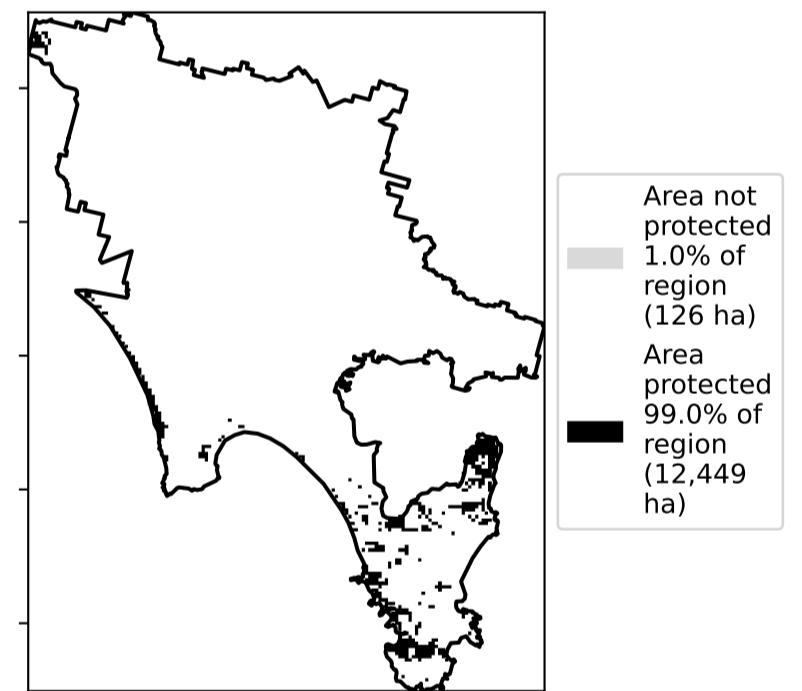 Area not
protected
1.0% of
region
(126 ha)
Area
protected
99.0% of
region
(12,449
ha)